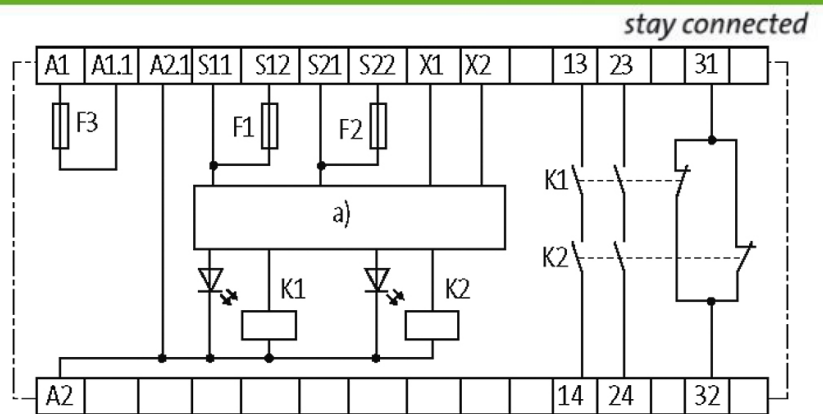 stay connected
A1 A1.1 A2.1 S11 S12 S21 S22 X1 X2 13 23 31
F3 F1 F2
K1
a)
K2
K1 K2
A2 14 24 32